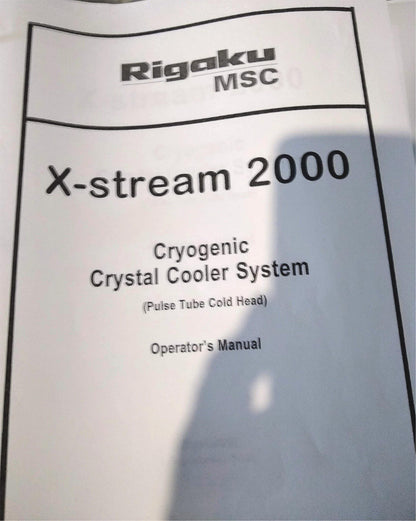 Rigaku
MSC
X-stream 2000
Cryogenic
Crystal Cooler System
(Pulse Tube Cold Head)
Operator's Manual